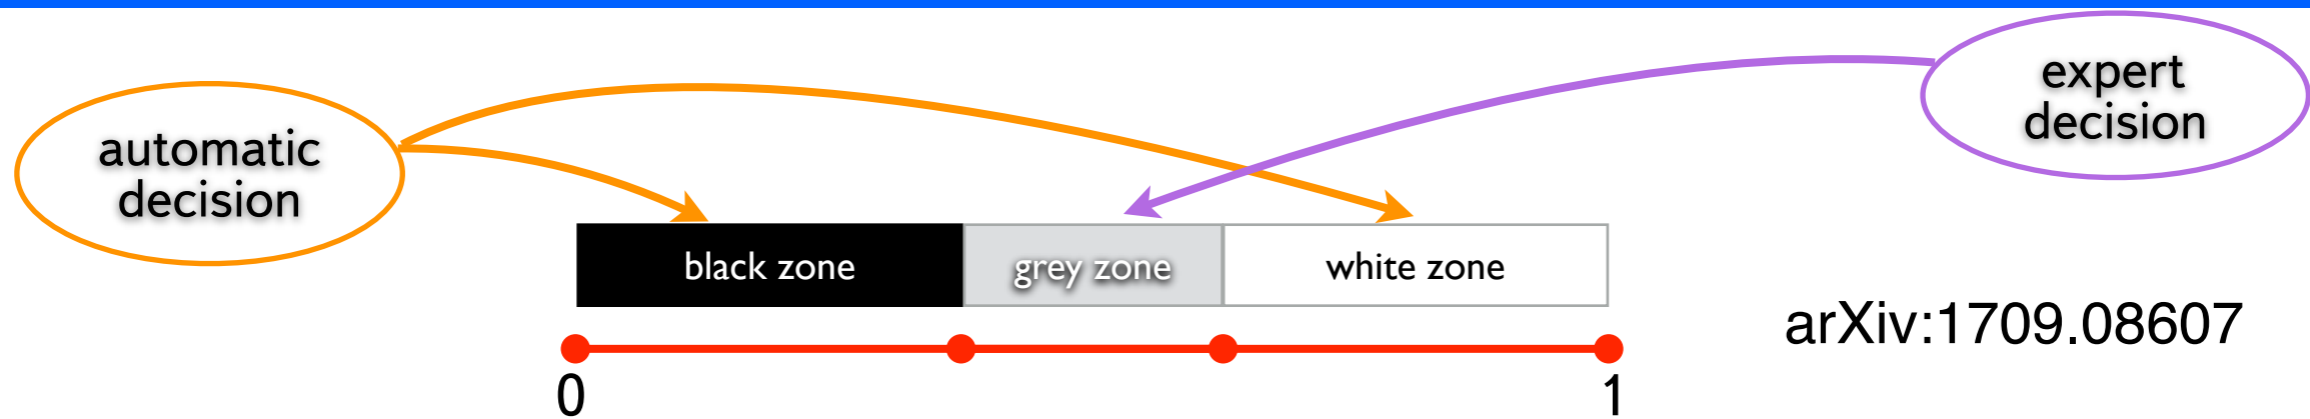 automatic
decision
expert
decision
black zone
grey zone
white zone
arXiv:1709.08607
0
1